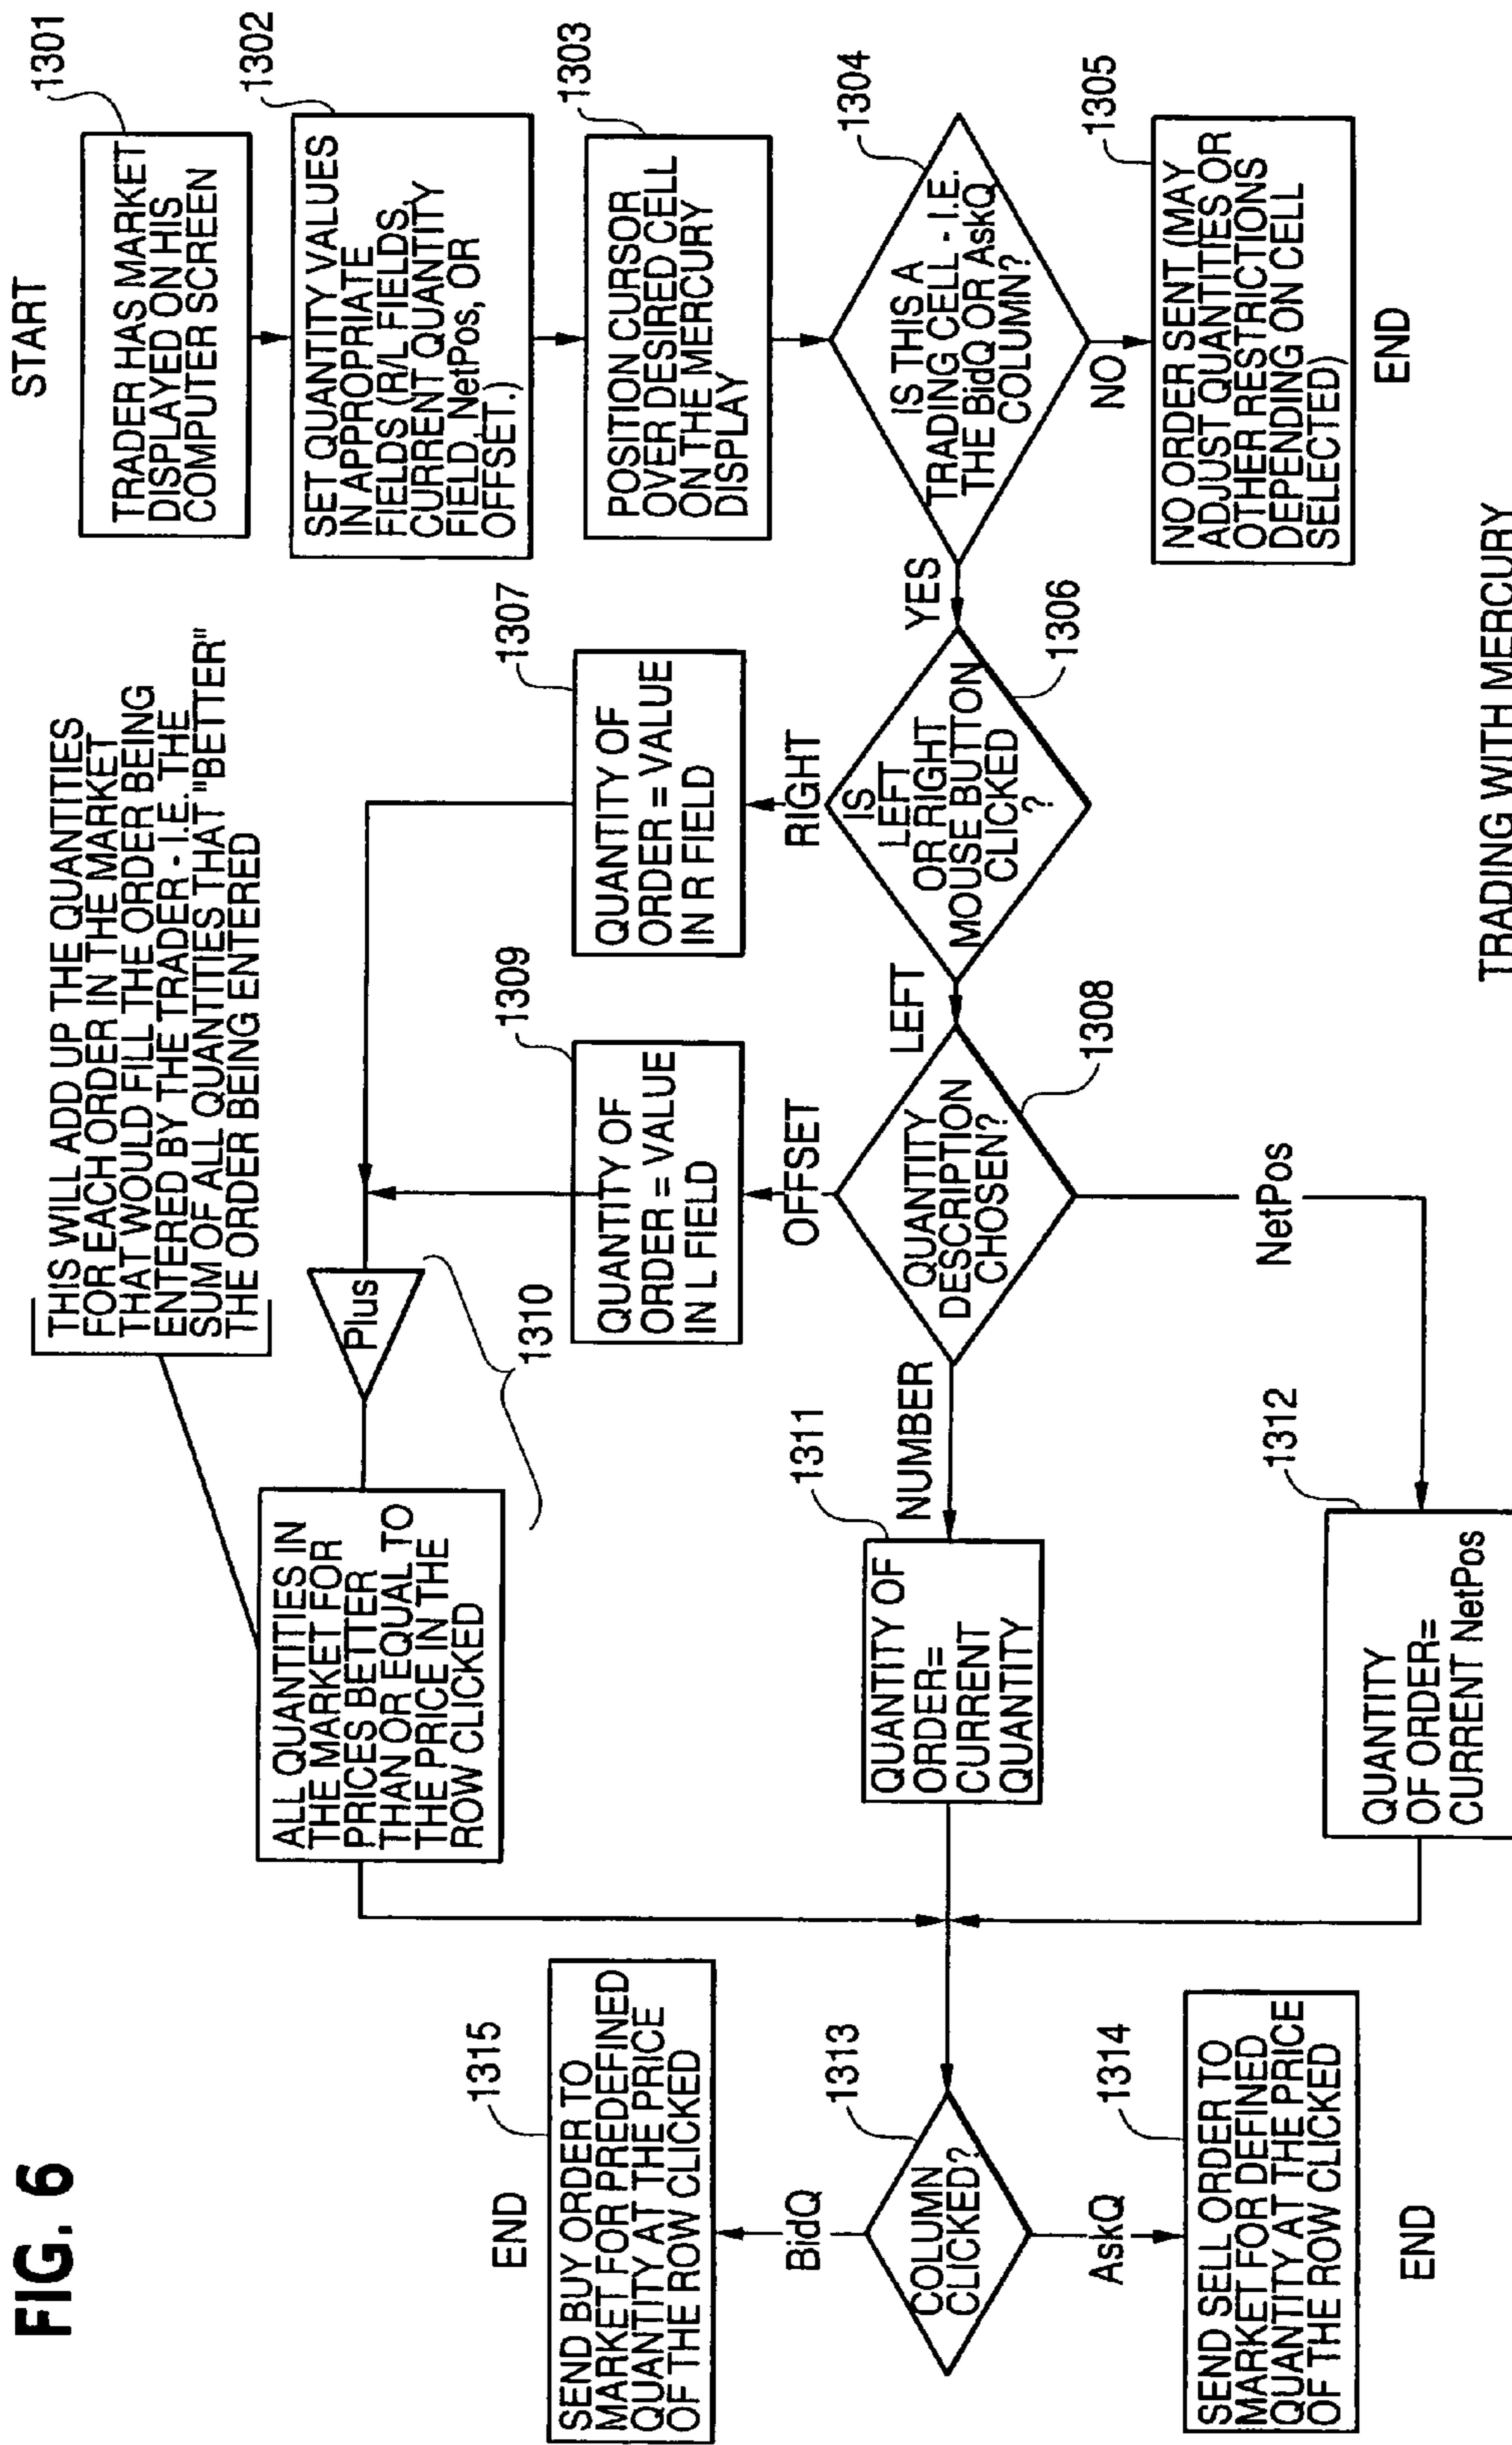 FIG. 6
START
1301
TRADER HAS MARKET
DISPLAYED ON HIS
COMPUTER SCREEN
1302
SET QUANTITY VALUES
IN APPROPRIATE
FIELDS (R/L FIELDS,
CURRENT QUANTITY
FIELD, NetPos, OR
OFFSET.)
1303
POSITION CURSOR
OVER DESIRED CELL
ON THE MERCURY
DISPLAY
1304
IS THIS A
TRADING CELL - I.E.
THE BidQ OR AskQ
COLUMN?
NO
1305
NO ORDER SENT (MAY
ADJUST QUANTITIES OR
OTHER RESTRICTIONS
DEPENDING ON CELL
SELECTED)
END
YES
1306
IS
LEFT
OR RIGHT
MOUSE BUTTON
CLICKED
?
RIGHT
1307
QUANTITY OF
ORDER = VALUE
IN R FIELD
LEFT
1308
QUANTITY
DESCRIPTION
CHOSEN?
OFFSET
1309
QUANTITY OF
ORDER = VALUE
IN L FIELD
Plus
1310
ALL QUANTITIES IN
THE MARKET FOR
PRICES BETTER
THAN OR EQUAL TO
THE PRICE IN THE
ROW CLICKED
THIS WILL ADD UP THE QUANTITIES
FOR EACH ORDER IN THE MARKET
THAT WOULD FILL THE ORDER BEING
ENTERED BY THE TRADER - I.E. THE
SUM OF ALL QUANTITIES THAT "BETTER"
THE ORDER BEING ENTERED
NUMBER
1311
QUANTITY OF
ORDER=
CURRENT
QUANTITY
NetPos
1312
QUANTITY
OF ORDER=
CURRENT NetPos
1313
COLUMN
CLICKED?
BidQ
1315
SEND BUY ORDER TO
MARKET FOR PREDEFINED
QUANTITY AT THE PRICE
OF THE ROW CLICKED
END
AskQ
1314
SEND SELL ORDER TO
MARKET FOR DEFINED
QUANTITY AT THE PRICE
OF THE ROW CLICKED
END
TRADING WITH MERCURY